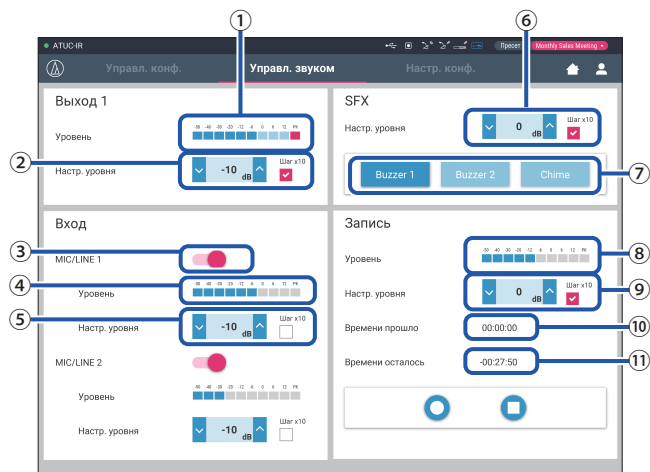 ① ⑥
ATUC-IR Пресет Monthly Sales Meeting
Управл. конф. Управл. звуком Настр. конф.
Выход 1
Уровень
-50 -40 -30 -20 -12 -6 0 6 12 PK
①
②
Настр. уровня -10 dB Шаг x10
SFX
Настр. уровня 0 dB Шаг x10
Buzzer 1 Buzzer 2 Chime
⑦
Вход
③
MIC/LINE 1
④
Уровень
-50 -40 -30 -20 -12 -6 0 6 12 PK
⑤
Настр. уровня -10 dB Шаг x10
MIC/LINE 2
Уровень
-50 -40 -30 -20 -12 -6 0 6 12 PK
Настр. уровня -10 dB Шаг x10
Запись
Уровень
-50 -40 -30 -20 -12 -6 0 6 12 PK
⑧
Настр. уровня 0 dB Шаг x10
⑨
Времени прошло 00:00:00
⑩
Времени осталось -00:27:50
⑪